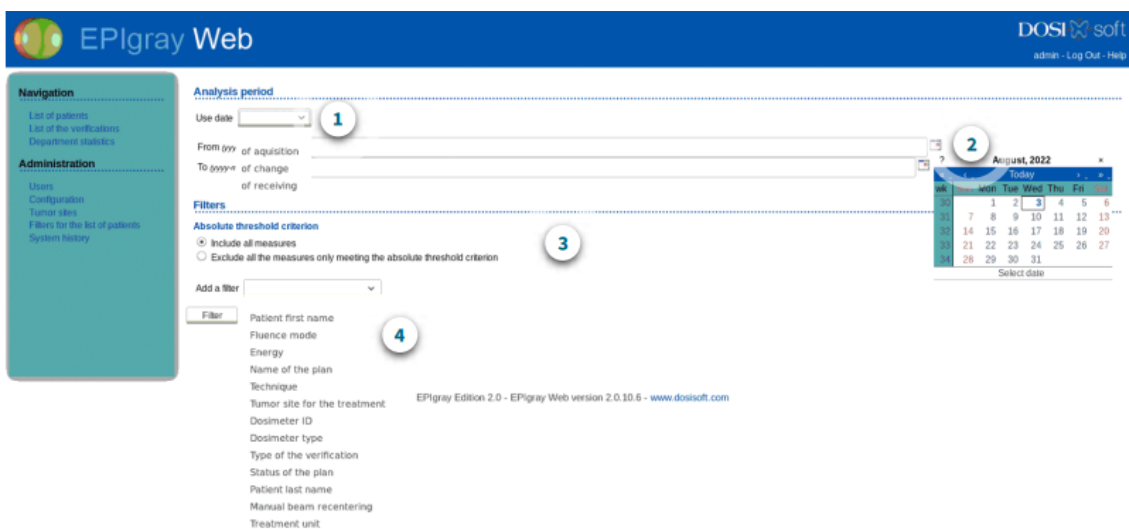 EPIgray Web
DOSI soft
admin - Log Out - Help
Navigation
List of patients
List of the verifications
Department statistics
Administration
Users
Configuration
Tumor sites
Filters for the list of patients
System history
Analysis period
Use date
1
From
of aquisition
To
of change
of receiving
2
? August, 2022 ×
« ‹ Today › »
wk Mon Tue Wed Thu Fri
30 1 2 3 4 5 6
31 7 8 9 10 11 12 13
32 14 15 16 17 18 19 20
33 21 22 23 24 25 26 27
34 28 29 30 31
Select date
Filters
Absolute threshold criterion
Include all measures
Exclude all the measures only meeting the absolute threshold criterion
3
Add a filter
Filter
4
Patient first name
Fluence mode
Energy
Name of the plan
Technique
Tumor site for the treatment
Dosimeter ID
Dosimeter type
Type of the verification
Status of the plan
Patient last name
Manual beam recentering
Treatment unit
EPIgray Edition 2.0 - EPIgray Web version 2.0.10.6 - www.dosisoft.com